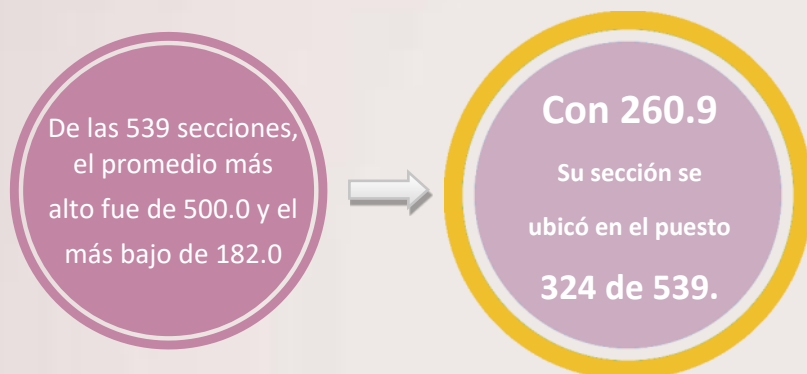 De las 539 secciones,
el promedio más
alto fue de 500.0 y el
más bajo de 182.0
Con 260.9
Su sección se
ubicó en el puesto
324 de 539.